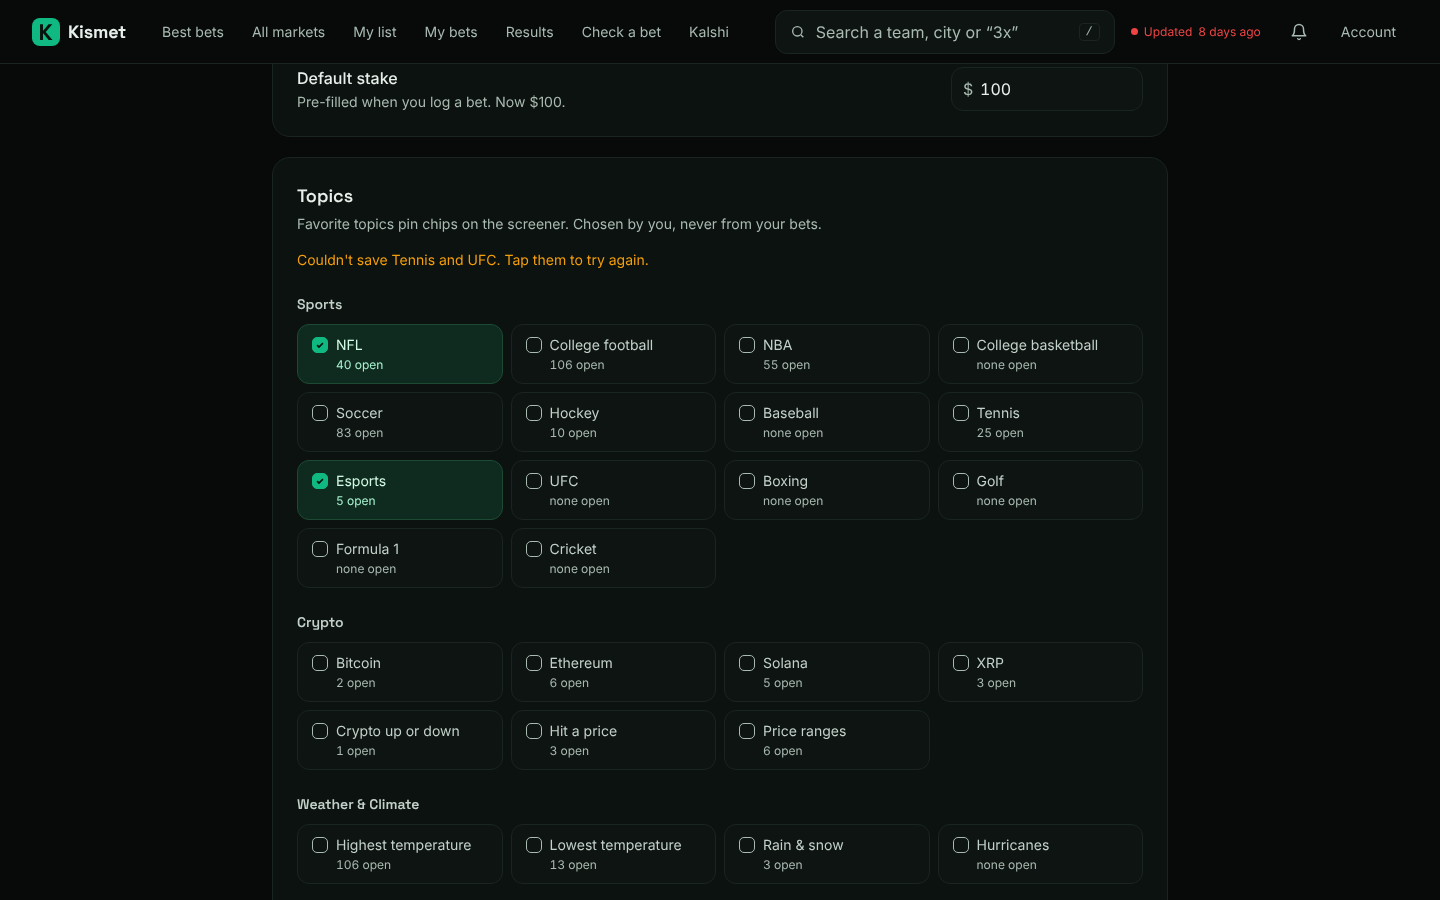 Kismet
Best bets
All markets
My list
My bets
Results
Check a bet
Kalshi
Search a team, city or “3x”
/
Updated 8 days ago
Account
Default stake
Pre-filled when you log a bet. Now $100.
$ 100
Topics
Favorite topics pin chips on the screener. Chosen by you, never from your bets.
Couldn't save Tennis and UFC. Tap them to try again.
Sports
NFL
40 open
College football
106 open
NBA
55 open
College basketball
none open
Soccer
83 open
Hockey
10 open
Baseball
none open
Tennis
25 open
Esports
5 open
UFC
none open
Boxing
none open
Golf
none open
Formula 1
none open
Cricket
none open
Crypto
Bitcoin
2 open
Ethereum
6 open
Solana
5 open
XRP
3 open
Crypto up or down
1 open
Hit a price
3 open
Price ranges
6 open
Weather & Climate
Highest temperature
106 open
Lowest temperature
13 open
Rain & snow
3 open
Hurricanes
none open